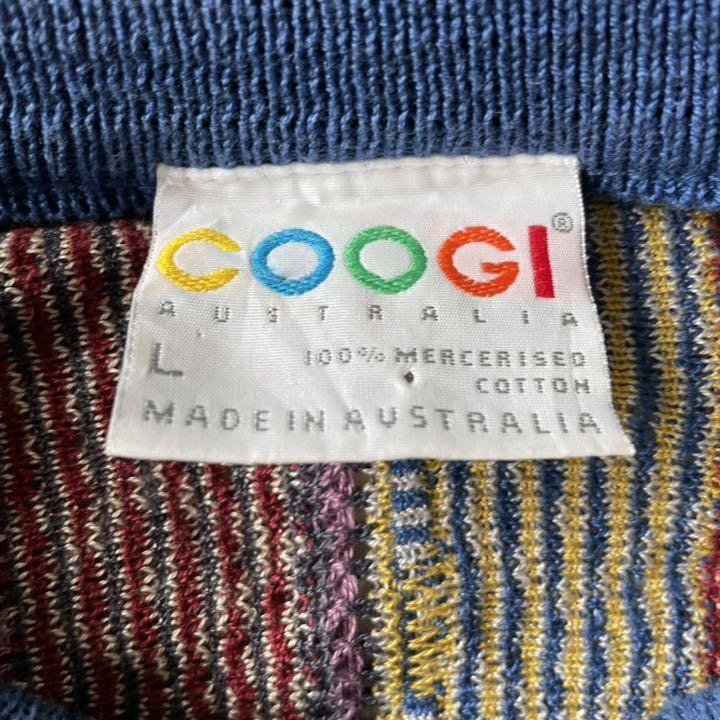 COOGI®
AUSTRALIA
L 100% MERCERISED
COTTON
MADE IN AUSTRALIA